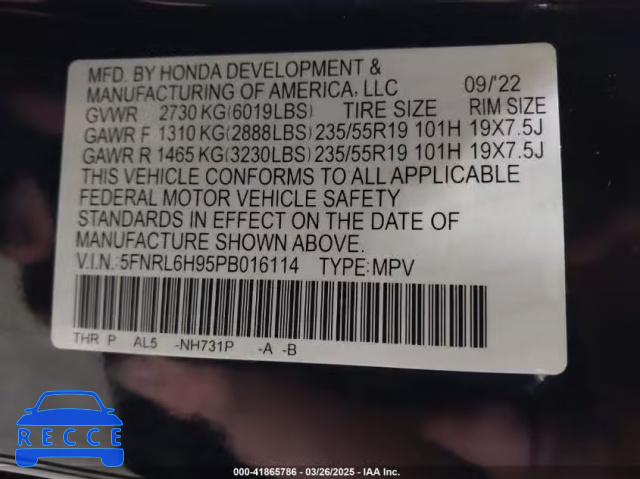 MFD. BY HONDA DEVELOPMENT &
MANUFACTURING OF AMERICA, LLC 09/'22
GVWR 2730 KG(6019LBS) TIRE SIZE RIM SIZE
GAWR F 1310 KG(2888LBS) 235/55R19 101H 19X7.5J
GAWR R 1465 KG(3230LBS) 235/55R19 101H 19X7.5J
THIS VEHICLE CONFORMS TO ALL APPLICABLE
FEDERAL MOTOR VEHICLE SAFETY
STANDARDS IN EFFECT ON THE DATE OF
MANUFACTURE SHOWN ABOVE.
V.I.N.:5FNRL6H95PB016114 TYPE:MPV
THR P AL5 -NH731P -A -B
RECCE
000-41865786 - 03/26/2025 - IAA Inc.